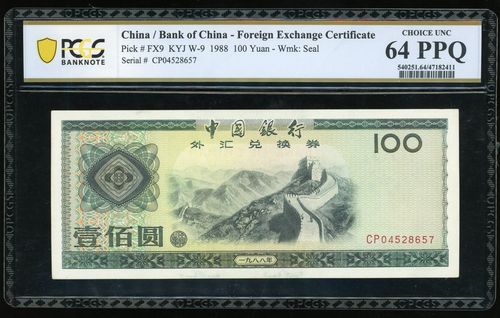 PCGS
BANKNOTE
China / Bank of China - Foreign Exchange Certificate
Pick # FX9 KYJ W-9 1988 100 Yuan - Wmk: Seal
Serial # CP04528657
CHOICE UNC
64 PPQ
540251.64/47182411
中國銀行
外汇兑换券
100
壹佰圆
CP04528657
一九八八年